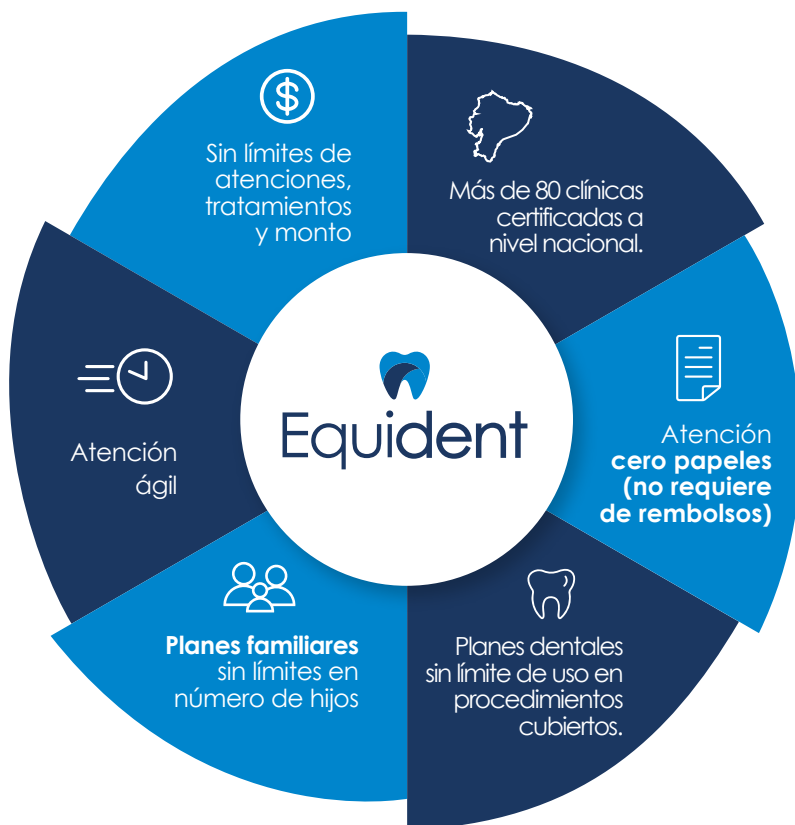 Sin límites de
atenciones,
tratamientos
y monto
Más de 80 clínicas
certificadas a
nivel nacional.
Atención
cero papeles
(no requiere
de rembolsos)
Planes dentales
sin límite de uso en
procedimientos
cubiertos.
Planes familiares
sin límites en
número de hijos
Atención
ágil
Equident